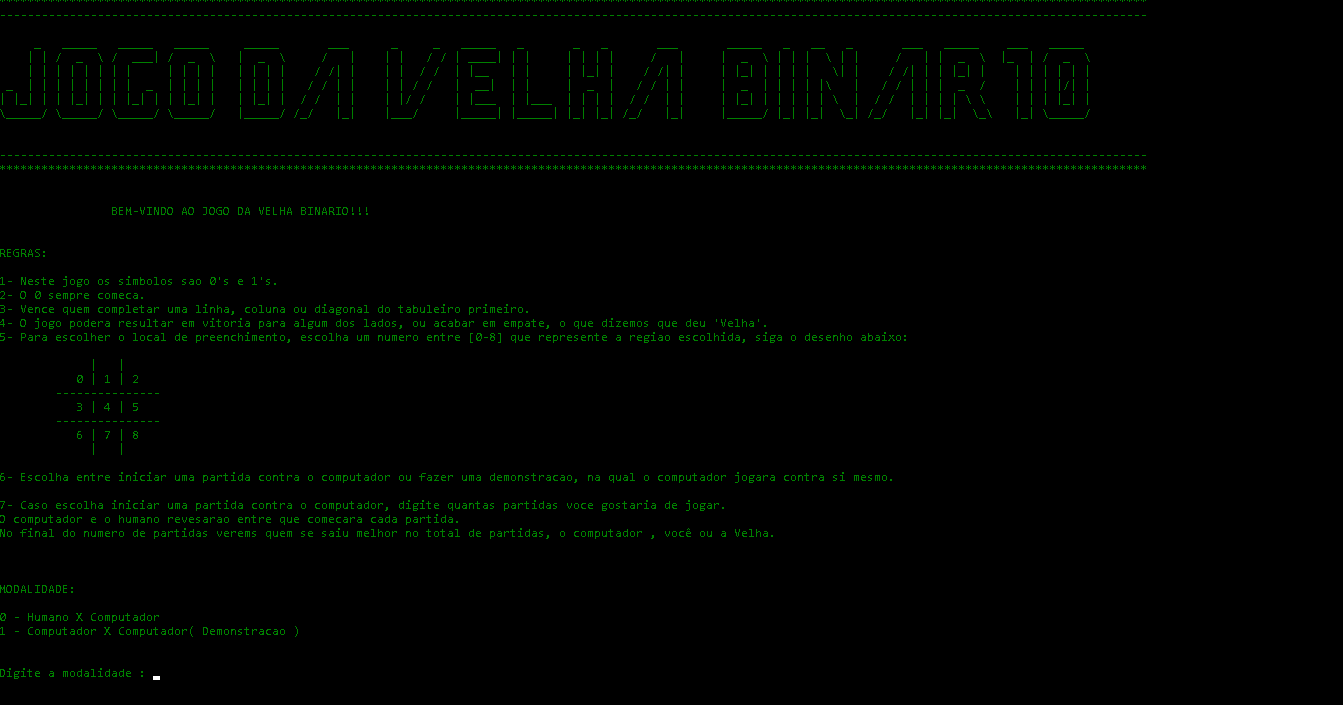 JOGO DA VELHA BINARIO
BEM-VINDO AO JOGO DA VELHA BINARIO!!!
REGRAS:
1- Neste jogo os simbolos sao 0's e 1's.
2- O 0 sempre comeca.
3- Vence quem completar uma linha, coluna ou diagonal do tabuleiro primeiro.
4- O jogo podera resultar em vitoria para algum dos lados, ou acabar em empate, o que dizemos que deu 'Velha'.
5- Para escolher o local de preenchimento, escolha um numero entre [0-8] que represente a regiao escolhida, siga o desenho abaixo:
0 | 1 | 2
3 | 4 | 5
6 | 7 | 8
6- Escolha entre iniciar uma partida contra o computador ou fazer uma demonstracao, na qual o computador jogara contra si mesmo.
7- Caso escolha iniciar uma partida contra o computador, digite quantas partidas voce gostaria de jogar.
O computador e o humano revesarao entre que comecara cada partida.
No final do numero de partidas verems quem se saiu melhor no total de partidas, o computador , você ou a Velha.
MODALIDADE:
0 - Humano X Computador
1 - Computador X Computador( Demonstracao )
Digite a modalidade :